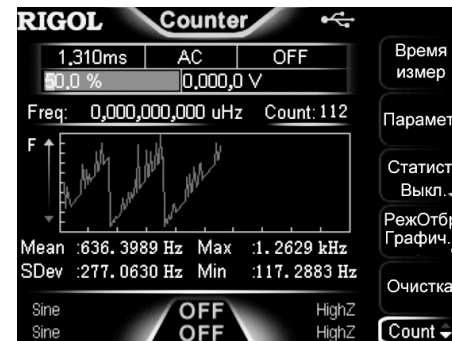 RIGOL Counter
1,310ms AC OFF
50,0 % 0,000,0 V
Freq: 0,000,000,000 uHz Count: 112
F
Mean :636.3989 Hz Max :1.2629 kHz
SDev :277.0630 Hz Min :117.2883 Hz
Sine OFF HighZ
Sine OFF HighZ
Время
измер
Парамет
Статист
Выкл.
РежОтбр
Графич.
Очистка
Count